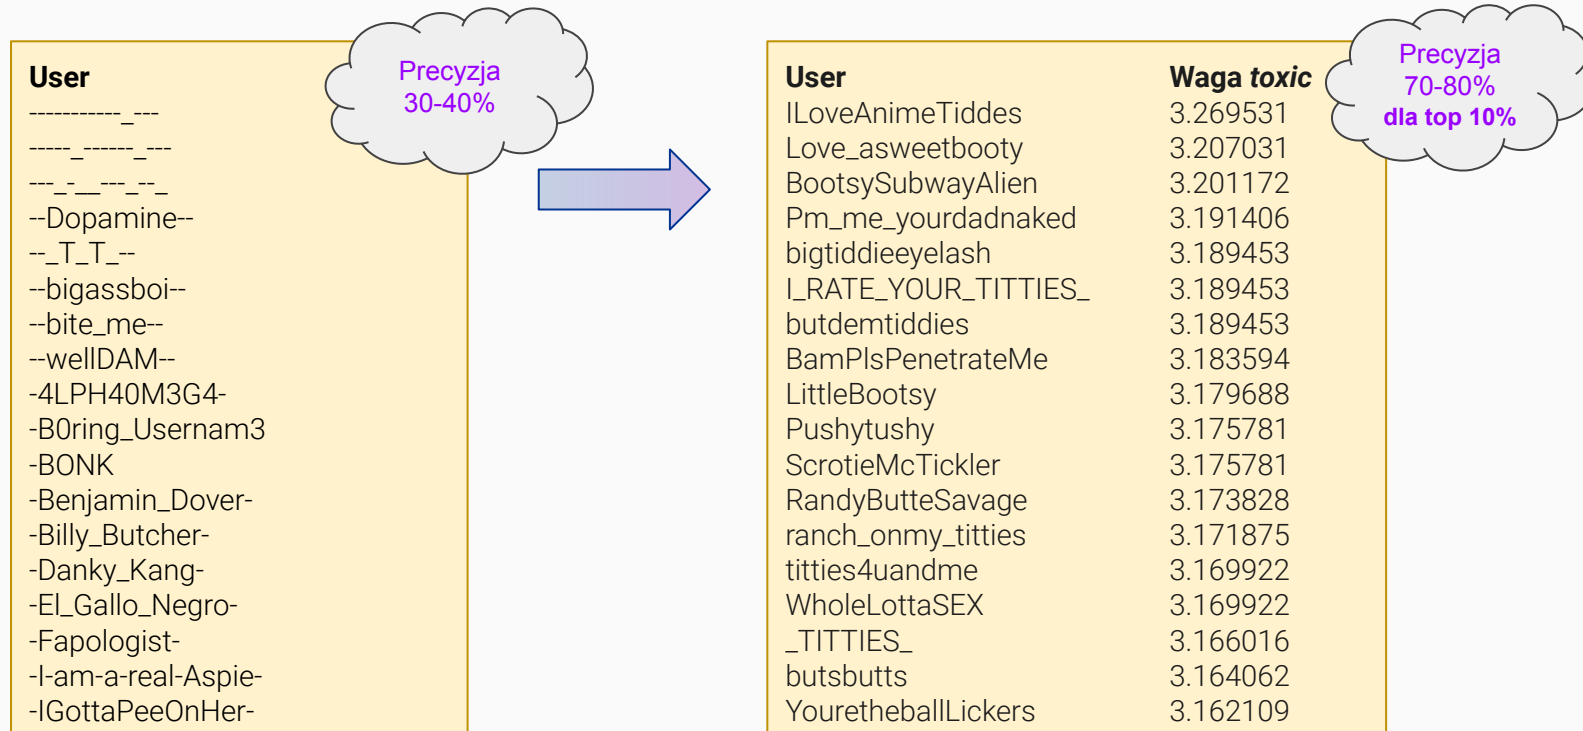 User
-----------_---
-----_------_---
---_-__---_--_
--Dopamine--
--_T_T_--
--bigassboi--
--bite_me--
--wellDAM--
-4LPH40M3G4-
-B0ring_Usernam3
-BONK
-Benjamin_Dover-
-Billy_Butcher-
-Danky_Kang-
-El_Gallo_Negro-
-Fapologist-
-I-am-a-real-Aspie-
-IGottaPeeOnHer-
Precyzja
30-40%
User Waga toxic
ILoveAnimeTiddes 3.269531
Love_asweetbooty 3.207031
BootsySubwayAlien 3.201172
Pm_me_yourdadnaked 3.191406
bigtiddieeyelash 3.189453
I_RATE_YOUR_TITTIES_ 3.189453
butdemtiddies 3.189453
BamPlsPenetrateMe 3.183594
LittleBootsy 3.179688
Pushytushy 3.175781
ScrotieMcTickler 3.175781
RandyButteSavage 3.173828
ranch_onmy_titties 3.171875
titties4uandme 3.169922
WholeLottaSEX 3.169922
_TITTIES_ 3.166016
butsbutts 3.164062
YouretheballLickers 3.162109
Precyzja
70-80%
dla top 10%